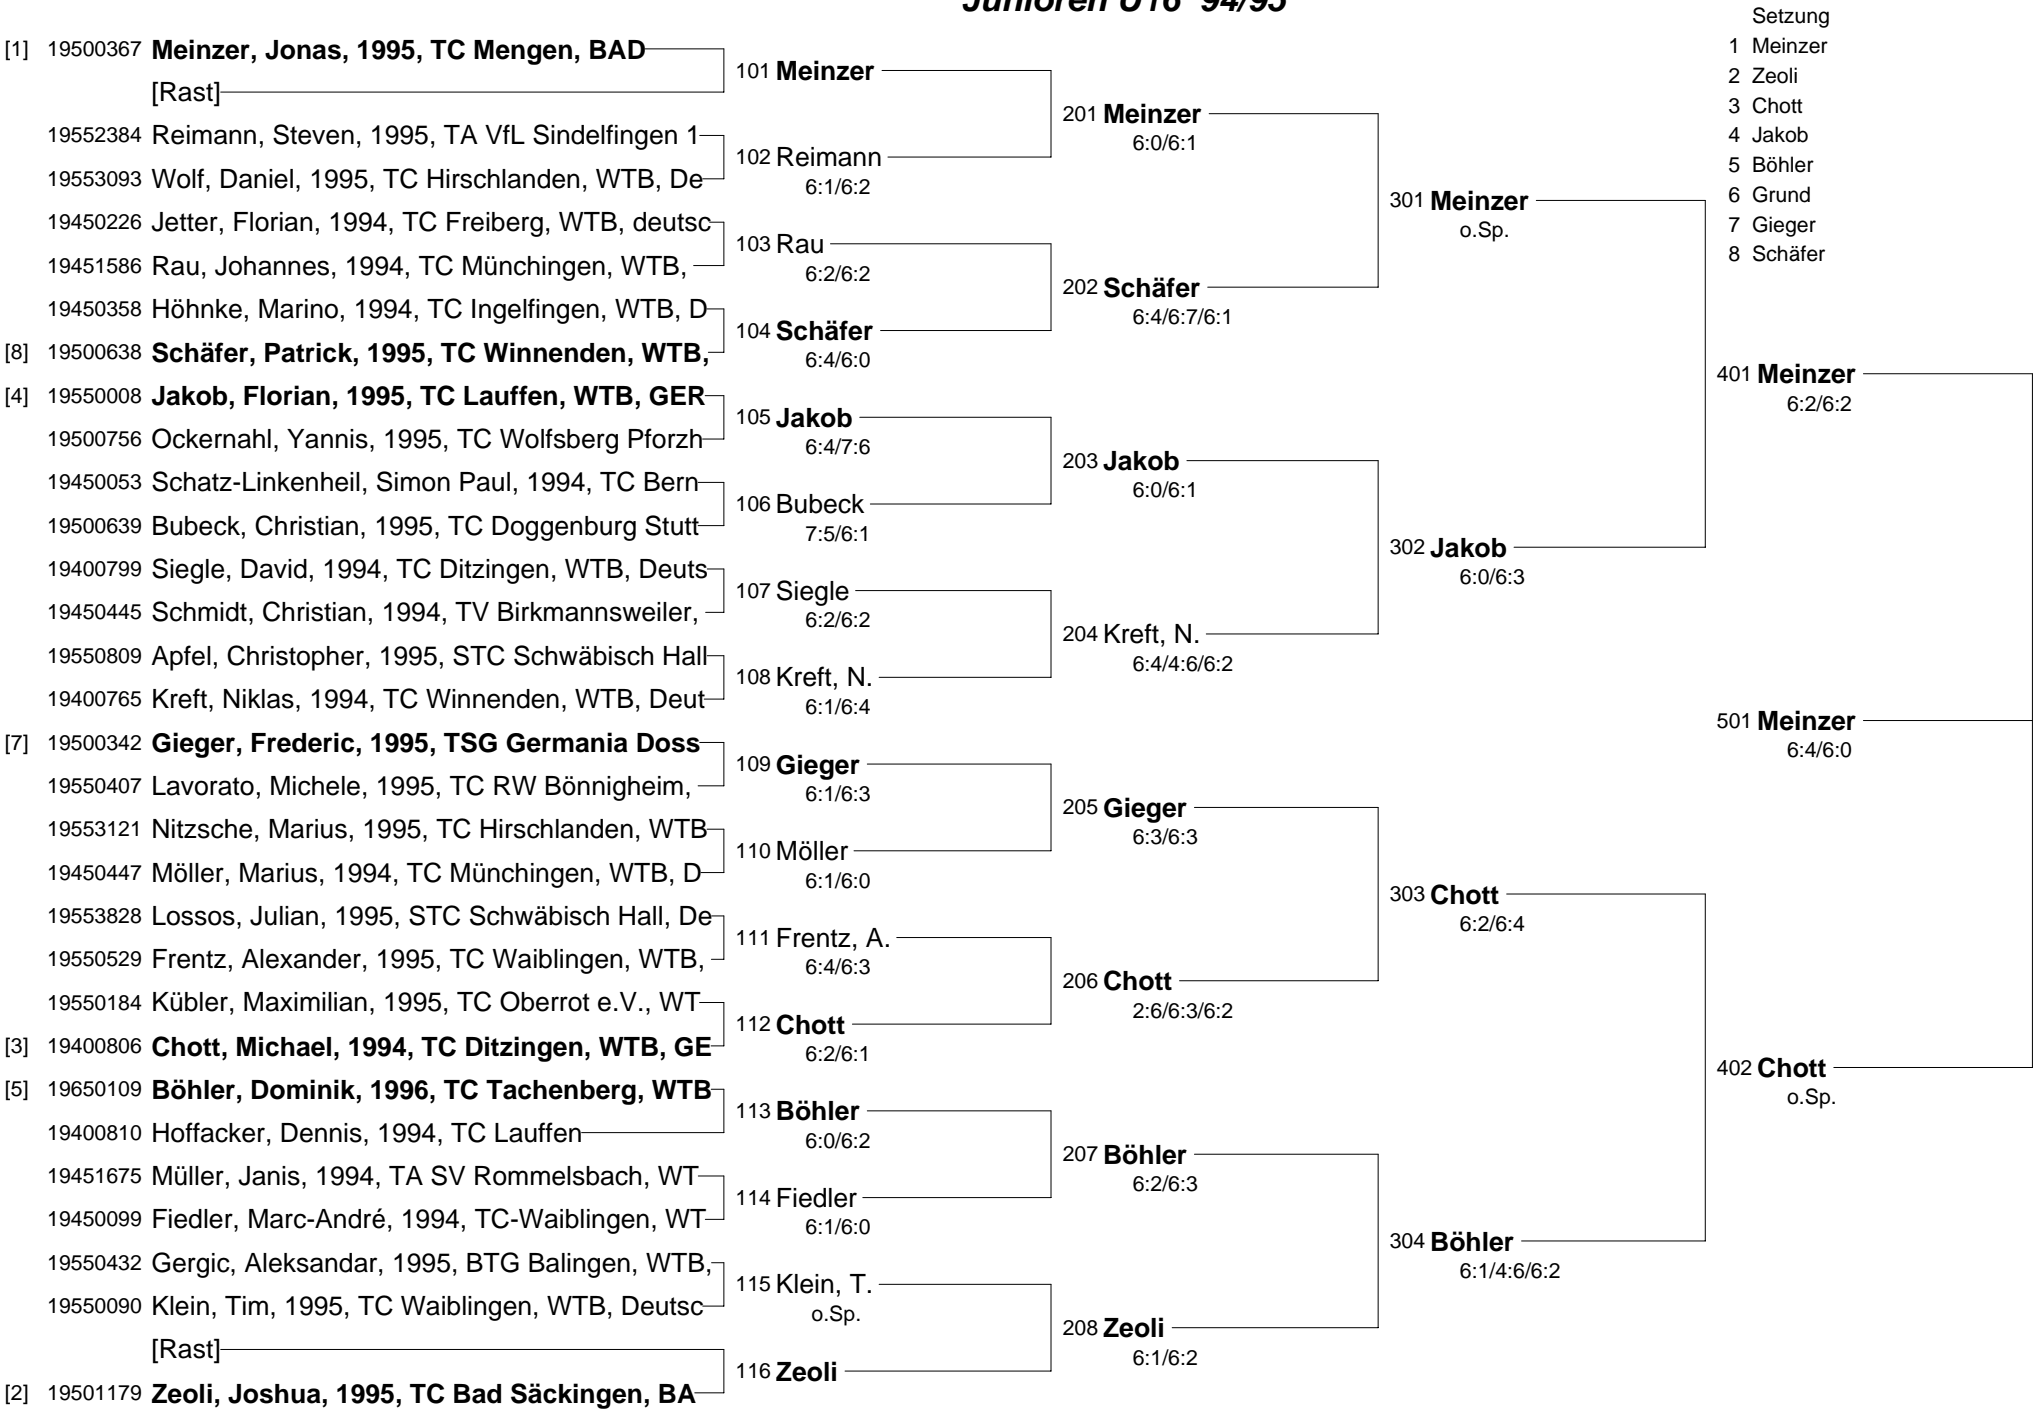 Junioren U16 94/95
Setzung
1 Meinzer
2 Zeoli
3 Chott
4 Jakob
5 Böhler
6 Grund
7 Gieger
8 Schäfer
[1] 19500367 Meinzer, Jonas, 1995, TC Mengen, BAD
[Rast]
19552384 Reimann, Steven, 1995, TA VfL Sindelfingen 1
19553093 Wolf, Daniel, 1995, TC Hirschlanden, WTB, De
19450226 Jetter, Florian, 1994, TC Freiberg, WTB, deutsc
19451586 Rau, Johannes, 1994, TC Münchingen, WTB,
19450358 Höhnke, Marino, 1994, TC Ingelfingen, WTB, D
[8] 19500638 Schäfer, Patrick, 1995, TC Winnenden, WTB,
[4] 19550008 Jakob, Florian, 1995, TC Lauffen, WTB, GER
19500756 Ockernahl, Yannis, 1995, TC Wolfsberg Pforzh
19450053 Schatz-Linkenheil, Simon Paul, 1994, TC Bern
19500639 Bubeck, Christian, 1995, TC Doggenburg Stutt
19400799 Siegle, David, 1994, TC Ditzingen, WTB, Deuts
19450445 Schmidt, Christian, 1994, TV Birkmannsweiler,
19550809 Apfel, Christopher, 1995, STC Schwäbisch Hall
19400765 Kreft, Niklas, 1994, TC Winnenden, WTB, Deut
[7] 19500342 Gieger, Frederic, 1995, TSG Germania Doss
19550407 Lavorato, Michele, 1995, TC RW Bönnigheim,
19553121 Nitzsche, Marius, 1995, TC Hirschlanden, WTB
19450447 Möller, Marius, 1994, TC Münchingen, WTB, D
19553828 Lossos, Julian, 1995, STC Schwäbisch Hall, De
19550529 Frentz, Alexander, 1995, TC Waiblingen, WTB,
19550184 Kübler, Maximilian, 1995, TC Oberrot e.V., WT
[3] 19400806 Chott, Michael, 1994, TC Ditzingen, WTB, GE
[5] 19650109 Böhler, Dominik, 1996, TC Tachenberg, WTB
19400810 Hoffacker, Dennis, 1994, TC Lauffen
19451675 Müller, Janis, 1994, TA SV Rommelsbach, WT
19450099 Fiedler, Marc-André, 1994, TC-Waiblingen, WT
19550432 Gergic, Aleksandar, 1995, BTG Balingen, WTB,
19550090 Klein, Tim, 1995, TC Waiblingen, WTB, Deutsc
[Rast]
[2] 19501179 Zeoli, Joshua, 1995, TC Bad Säckingen, BA
101 Meinzer
102 Reimann
6:1/6:2
103 Rau
6:2/6:2
104 Schäfer
6:4/6:0
105 Jakob
6:4/7:6
106 Bubeck
7:5/6:1
107 Siegle
6:2/6:2
108 Kreft, N.
6:1/6:4
109 Gieger
6:1/6:3
110 Möller
6:1/6:0
111 Frentz, A.
6:4/6:3
112 Chott
6:2/6:1
113 Böhler
6:0/6:2
114 Fiedler
6:1/6:0
115 Klein, T.
o.Sp.
116 Zeoli
201 Meinzer
6:0/6:1
202 Schäfer
6:4/6:7/6:1
203 Jakob
6:0/6:1
204 Kreft, N.
6:4/4:6/6:2
205 Gieger
6:3/6:3
206 Chott
2:6/6:3/6:2
207 Böhler
6:2/6:3
208 Zeoli
6:1/6:2
301 Meinzer
o.Sp.
302 Jakob
6:0/6:3
303 Chott
6:2/6:4
304 Böhler
6:1/4:6/6:2
401 Meinzer
6:2/6:2
402 Chott
o.Sp.
501 Meinzer
6:4/6:0